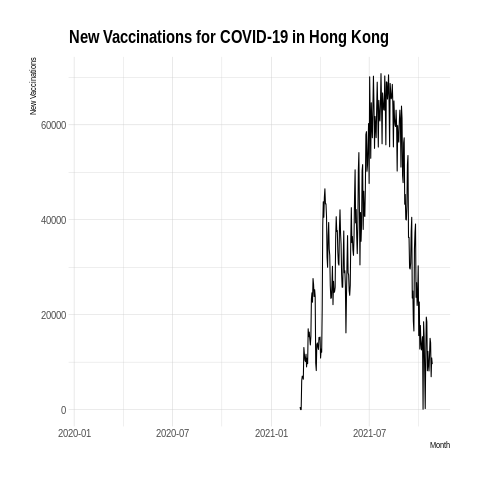 New Vaccinations for COVID-19 in Hong Kong
New Vaccinations
60000
40000
20000
0
2020-01
2020-07
2021-01
2021-07
Month